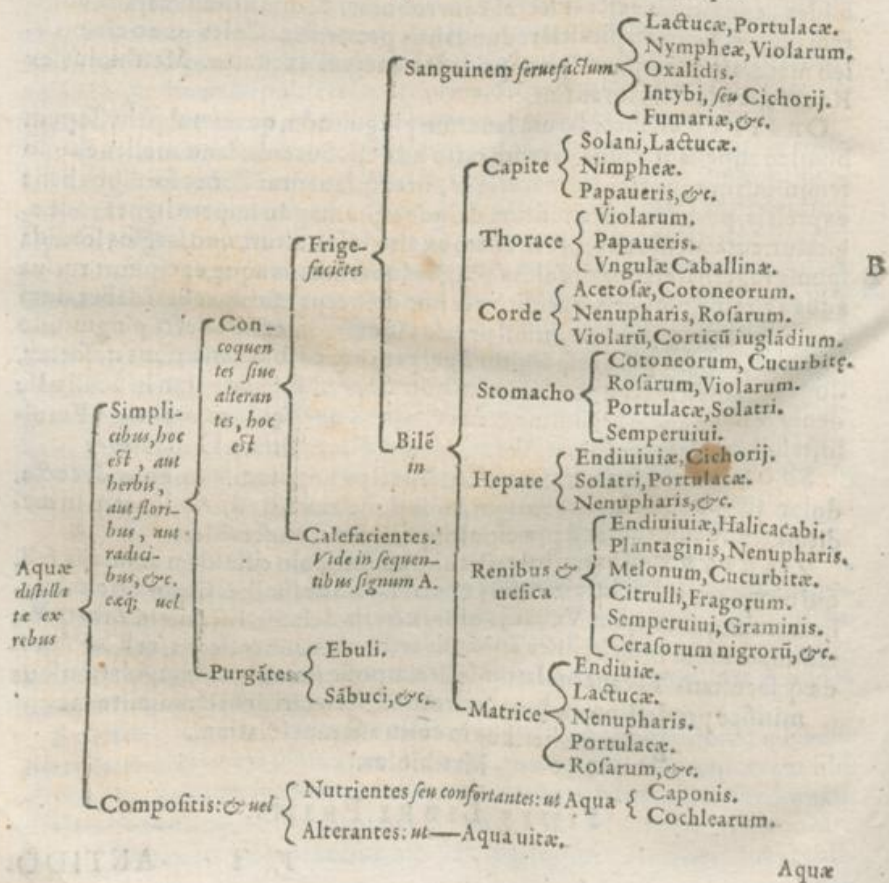 Aquæ
distilla
tæ ex
rebus
Simpli-
cibus, hoc
est, aut
herbis,
aut flori-
bus, aut
radici-
bus, &c.
eæq; uel
Con-
coquen
tes siue
alteran
tes, hoc
est
Frige-
faciẽtes
Sanguinem feruefactum.
Lactucæ, Portulacæ.
Nympheæ, Violarum.
Oxalidis.
Intybi, seu Cichorij.
Fumariæ, &c.
Bilẽ
in
Capite
Solani, Lactucæ.
Nimpheæ.
Papaueris, &c.
Thorace
Violarum.
Papaueris.
Vngulæ Caballinæ.
B
Corde
Acetosæ, Cotoneorum.
Nenupharis, Rosarum.
Violarũ, Corticũ iuglãdium.
Stomacho
Cotoneorum, Cucurbitę.
Rosarum, Violarum.
Portulacæ, Solatri.
Semperuiui.
Hepate
Endiuiuiæ, Cichorij.
Solatri, Portulacæ.
Nenupharis, &c.
Renibus &
uesica
Endiuiuiæ, Halicacabi.
Plantaginis, Nenupharis.
Melonum, Cucurbitæ.
Citrulli, Fragorum.
Semperuiui, Graminis.
Cerasorum nigrorũ, &c.
Matrice
Endiuiæ.
Lactucæ.
Nenupharis.
Portulacæ.
Rosarum, &c.
Calefacientes.
Vide in sequen-
tibus signum A.
Purgãtes
Ebuli.
Sãbuci, &c.
Compositis: & uel
Nutrientes seu confortantes: ut Aqua
Caponis.
Cochlearum.
Alterantes: ut — Aqua uitæ.
Aquæ